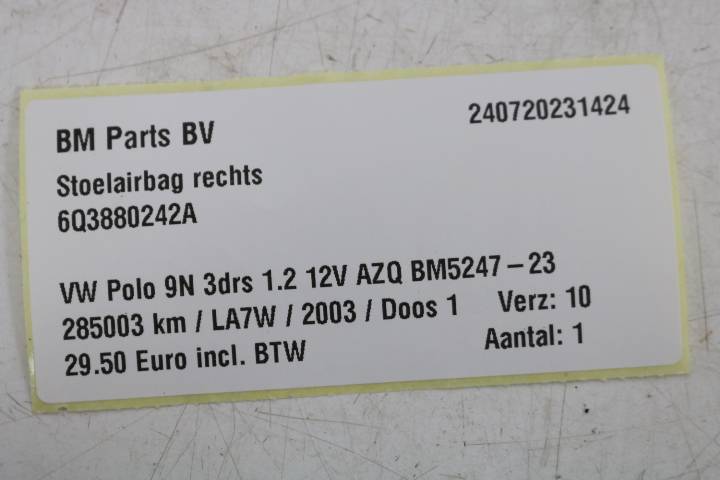 BM Parts BV 240720231424
Stoelairbag rechts
6Q3880242A
VW Polo 9N 3drs 1.2 12V AZQ BM5247-23
285003 km / LA7W / 2003 / Doos 1 Verz: 10
29.50 Euro incl. BTW Aantal: 1